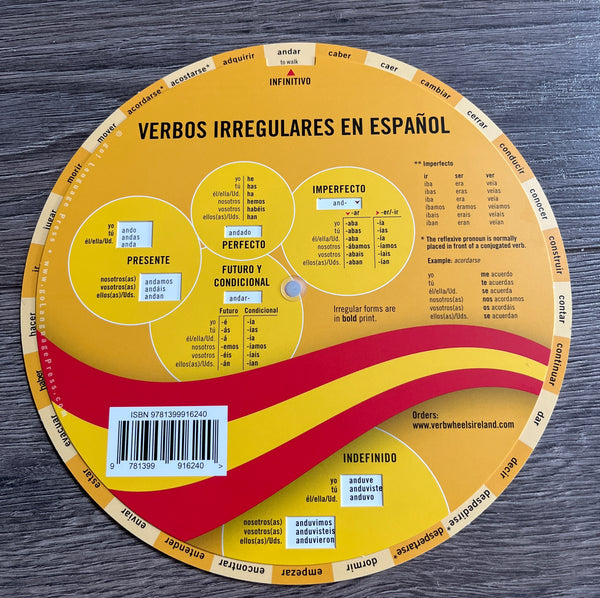 adquirir
andar
to walk
caber
caer
cambiar
cerrar
conducir
conocer
construir
contar
continuar
dar
decir
despedirse*
despertarse*
dormir
empezar
entender
enviar
estar
evacuar
haber
hacer
ir
jugar
morir
mover
acordarse*
acostarse*
INFINITIVO
VERBOS IRREGULARES EN ESPAÑOL
yo he
tú has
él/ella/Ud. ha
nosotros hemos
vosotros habéis
ellos(as)/Uds. han
andado
PERFECTO
yo ando
tú andas
él/ella/Ud. anda
PRESENTE
nosotros(as) andamos
vosotros(as) andáis
ellos(as)/Uds. andan
IMPERFECTO
and-
-ar -er/-ir
yo -aba -ía
tú -abas -ías
él/ella/Ud. -aba -ía
nosotros -ábamos -íamos
vosotros -abais -íais
ellos(as)/Uds. -aban -ían
FUTURO Y
CONDICIONAL
andar-
Futuro Condicional
yo -é -ía
tú -ás -ías
él/ella/Ud. -á -ía
nosotros -emos -íamos
vosotros -éis -íais
ellos(as)/Uds. -án -ían
** Imperfecto
ir ser ver
iba era veía
ibas eras veías
iba era veía
íbamos éramos veíamos
ibais erais veíais
iban eran veían
* The reflexive pronoun is normally
placed in front of a conjugated verb.
Example: acordarse
yo me acuerdo
tú te acuerdas
él/ella/Ud. se acuerda
nosotros nos acordamos
vosotros os acordáis
ellos(as)/Uds. se acuerdan
Irregular forms are
in bold print.
Orders:
www.verbwheelsireland.com
ISBN 9781399916240
9 781399 916240 >
INDEFINIDO
yo anduve
tú anduviste
él/ella/Ud. anduvo
nosotros(as) anduvimos
vosotros(as) anduvisteis
ellos(as)/Uds. anduvieron